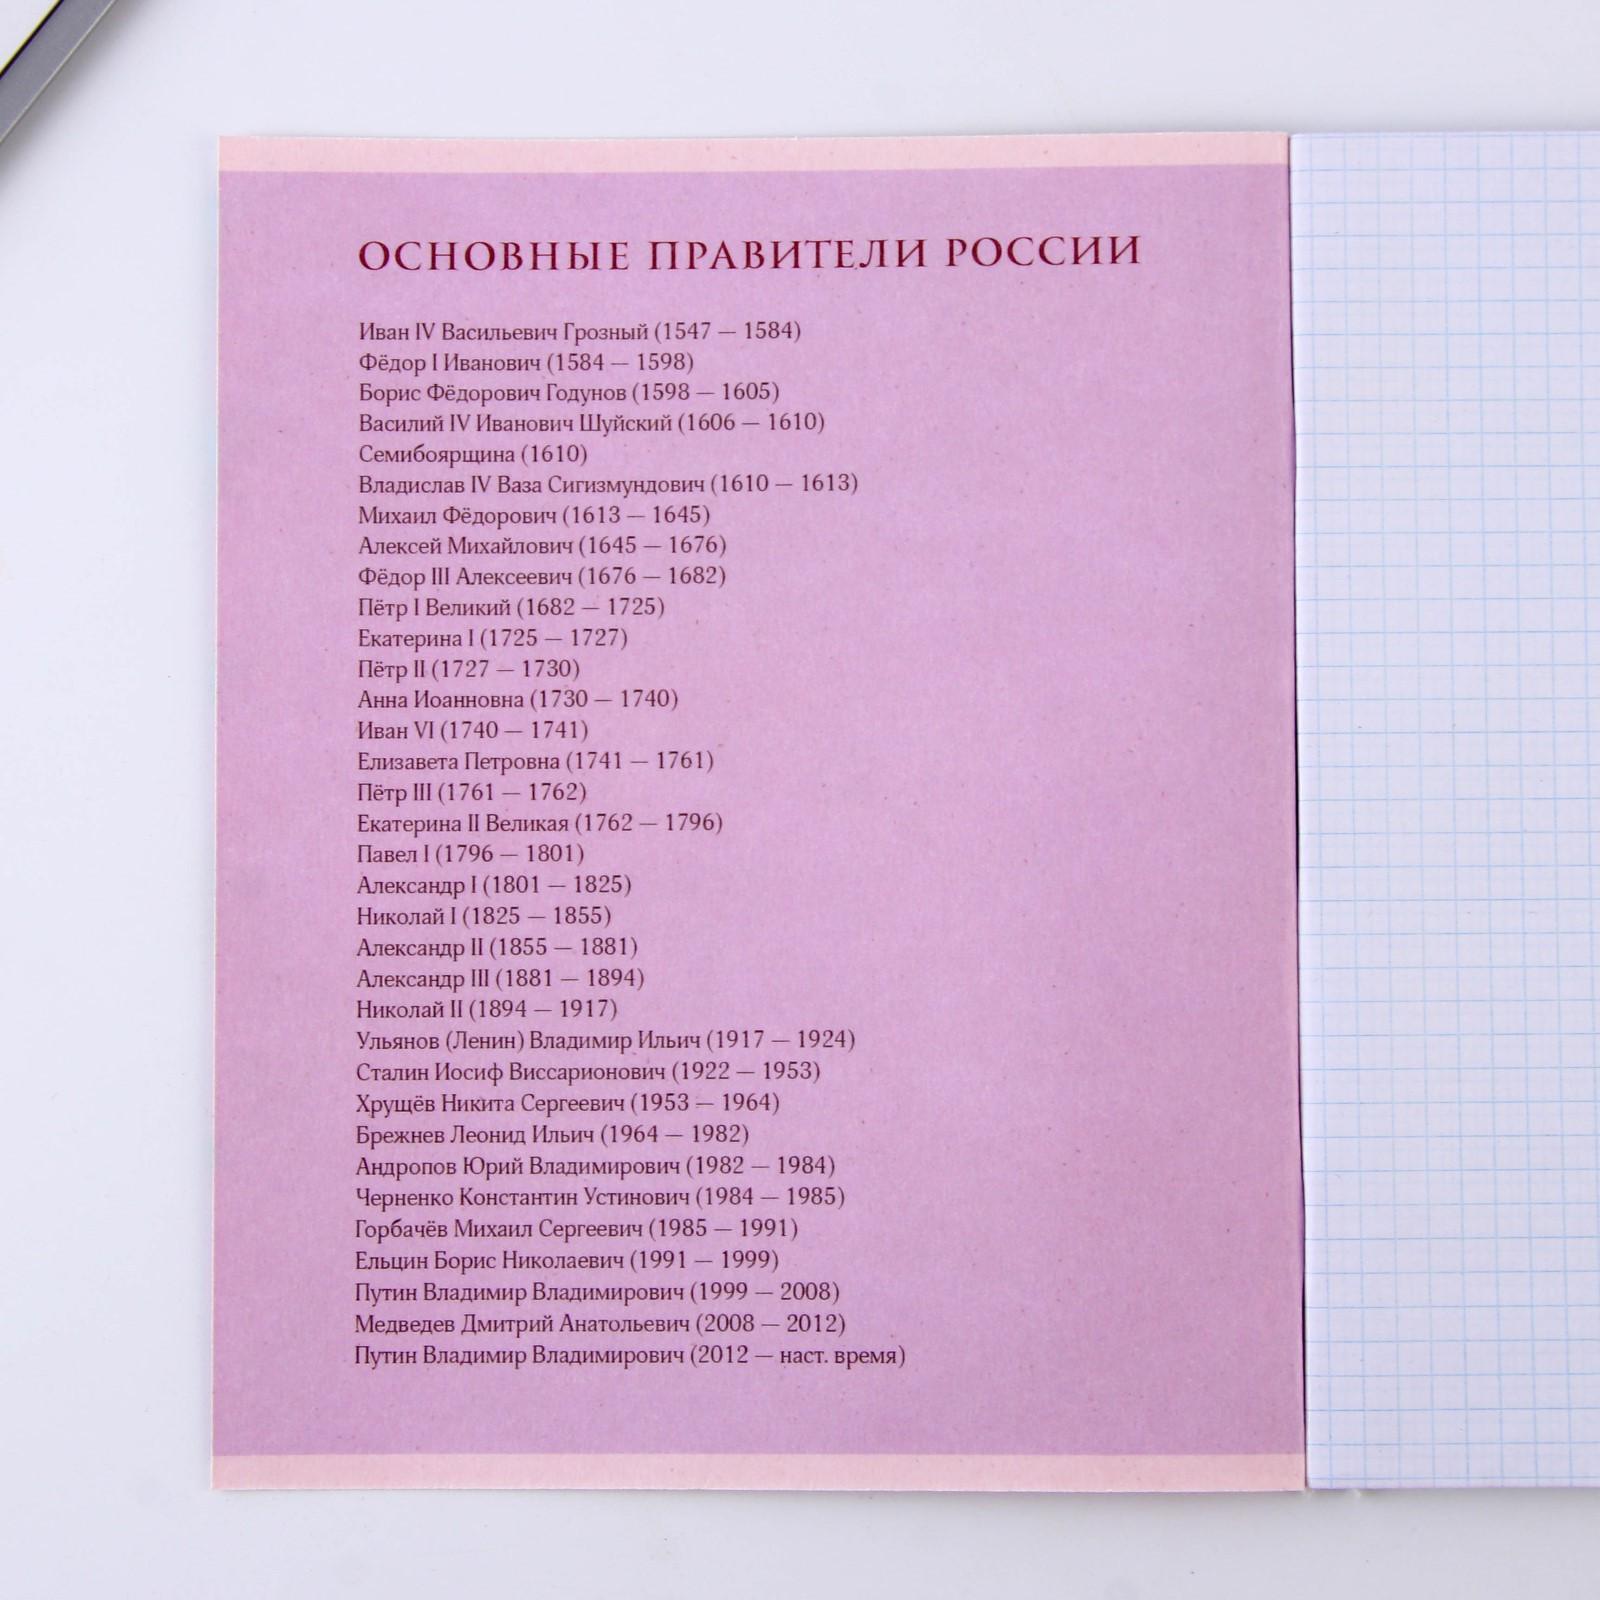 ОСНОВНЫЕ ПРАВИТЕЛИ РОССИИ
Иван IV Васильевич Грозный (1547 — 1584)
Фёдор I Иванович (1584 — 1598)
Борис Фёдорович Годунов (1598 — 1605)
Василий IV Иванович Шуйский (1606 — 1610)
Семибоярщина (1610)
Владислав IV Ваза Сигизмундович (1610 — 1613)
Михаил Фёдорович (1613 — 1645)
Алексей Михайлович (1645 — 1676)
Фёдор III Алексеевич (1676 — 1682)
Пётр I Великий (1682 — 1725)
Екатерина I (1725 — 1727)
Пётр II (1727 — 1730)
Анна Иоанновна (1730 — 1740)
Иван VI (1740 — 1741)
Елизавета Петровна (1741 — 1761)
Пётр III (1761 — 1762)
Екатерина II Великая (1762 — 1796)
Павел I (1796 — 1801)
Александр I (1801 — 1825)
Николай I (1825 — 1855)
Александр II (1855 — 1881)
Александр III (1881 — 1894)
Николай II (1894 — 1917)
Ульянов (Ленин) Владимир Ильич (1917 — 1924)
Сталин Иосиф Виссарионович (1922 — 1953)
Хрущёв Никита Сергеевич (1953 — 1964)
Брежнев Леонид Ильич (1964 — 1982)
Андропов Юрий Владимирович (1982 — 1984)
Черненко Константин Устинович (1984 — 1985)
Горбачёв Михаил Сергеевич (1985 — 1991)
Ельцин Борис Николаевич (1991 — 1999)
Путин Владимир Владимирович (1999 — 2008)
Медведев Дмитрий Анатольевич (2008 — 2012)
Путин Владимир Владимирович (2012 — наст. время)